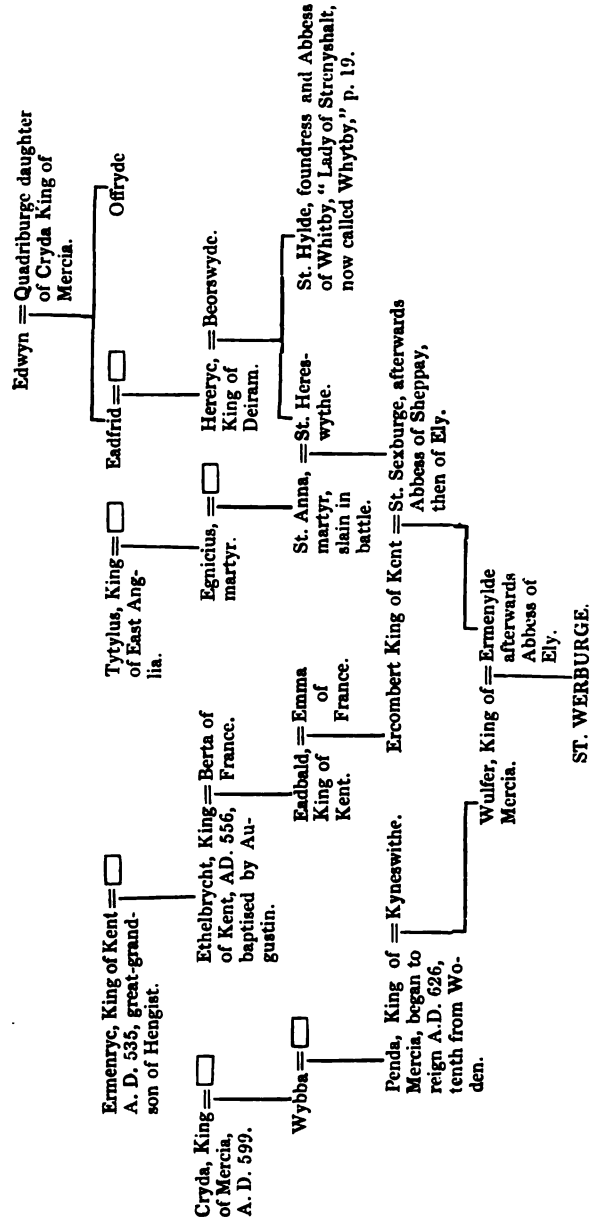 Edwyn = Quadriburge daughter
of Cryda King of
Mercia.
Ermenryc, King of Kent =
A. D. 535, great-grand-
son of Hengist.
Tytylus, King =
of East Ang-
lia.
Eadfrid =
Offryde
Cryda, King =
of Mercia,
A. D. 599.
Ethelbrycht, King = Berta of
of Kent, AD. 556, France.
baptised by Au-
gustin.
Egnicius, =
martyr.
Hereryc, = Beorswyde.
King of
Deiram.
Wybba =
Eadbald, = Emma
King of of
Kent. France.
St. Anna, = St. Heres-
martyr, wythe.
slain in
battle.
St. Hylde, foundress and Abbess
of Whitby, “Lady of Strenyshalt,
now called Whytby,” p. 19.
Penda, King of = Kyneswithe.
Mercia, began to
reign A.D. 626,
tenth from Wo-
den.
Ercombert King of Kent = St. Sexburge, afterwards
Abbess of Sheppay,
then of Ely.
Wulfer, King of = Ermenylde
Mercia. afterwards
Abbess of
Ely.
ST. WERBURGE.